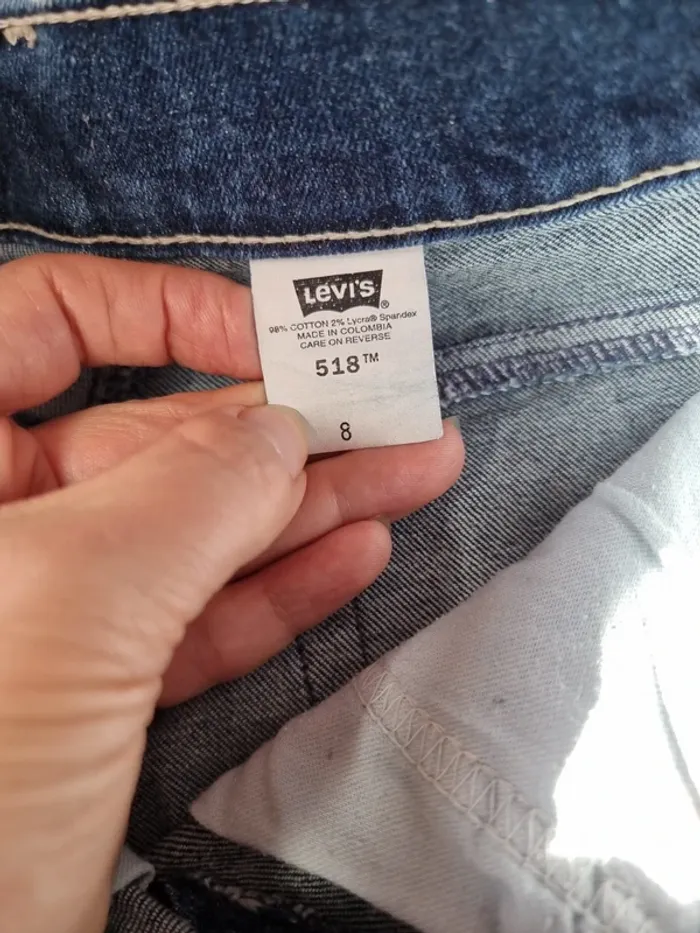 Levi's ®
98% COTTON 2% Lycra® Spandex
MADE IN COLOMBIA
CARE ON REVERSE
518™
8